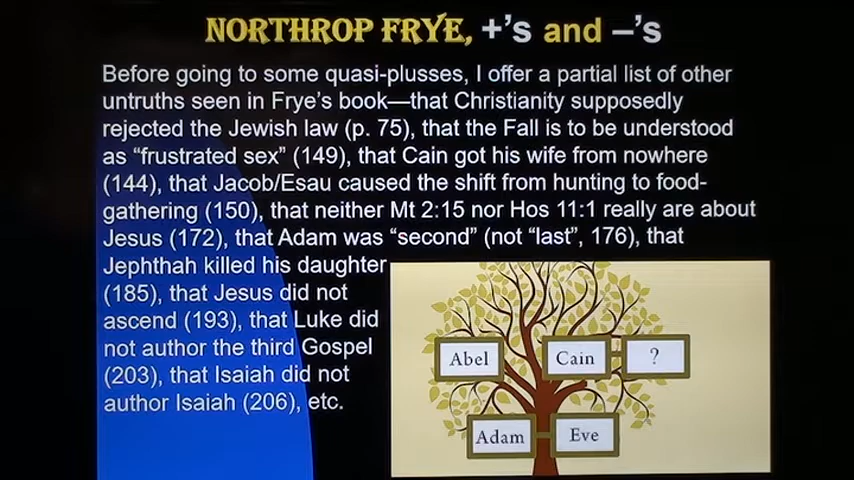 NORTHROP FRYE, +'s and –'s
Before going to some quasi-plusses, I offer a partial list of other
untruths seen in Frye's book—that Christianity supposedly
rejected the Jewish law (p. 75), that the Fall is to be understood
as “frustrated sex” (149), that Cain got his wife from nowhere
(144), that Jacob/Esau caused the shift from hunting to food-
gathering (150), that neither Mt 2:15 nor Hos 11:1 really are about
Jesus (172), that Adam was “second” (not “last”, 176), that
Jephthah killed his daughter
(185), that Jesus did not
ascend (193), that Luke did
not author the third Gospel
(203), that Isaiah did not
author Isaiah (206), etc.
Abel Cain ?
Adam Eve